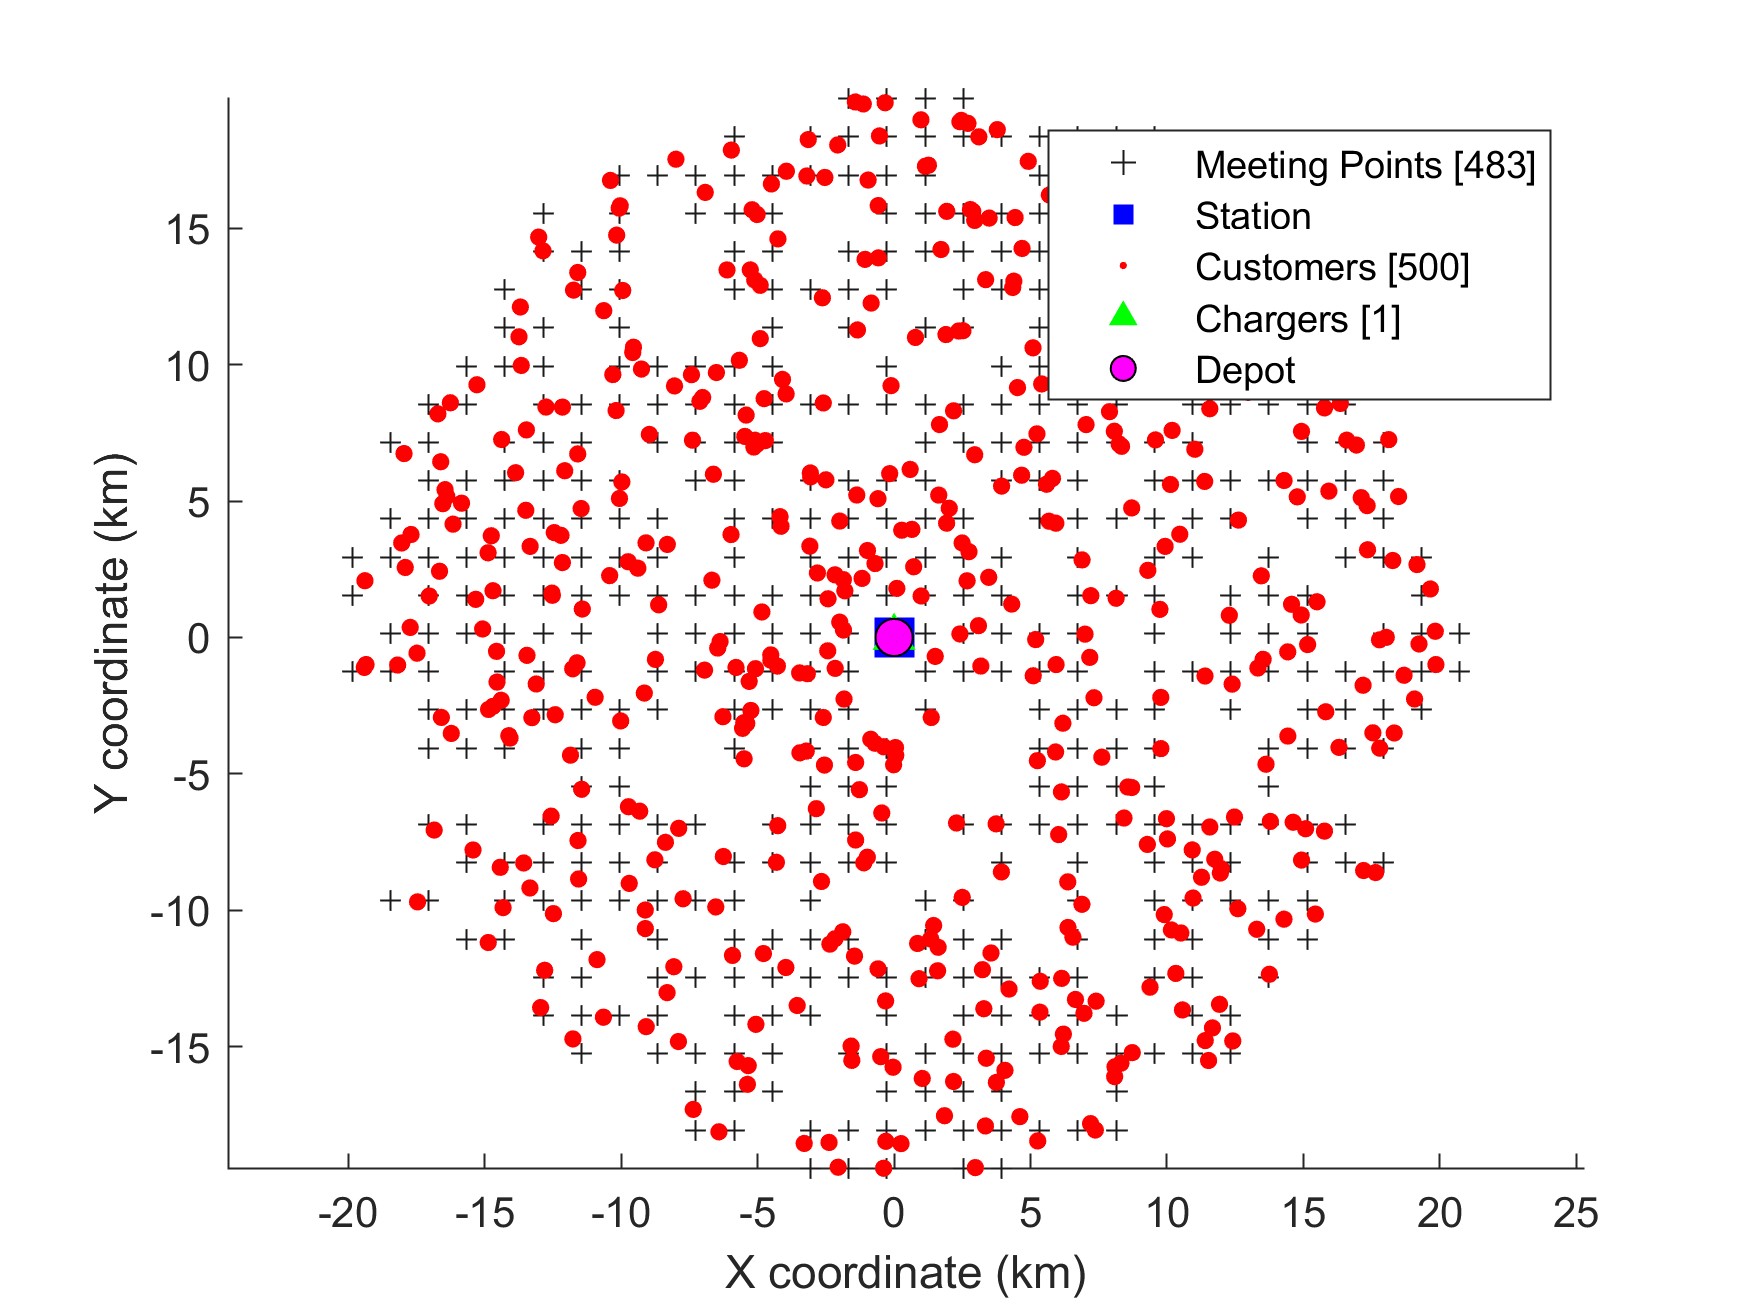 Meeting Points [483]
Station
Customers [500]
Chargers [1]
Depot
15
10
5
0
-5
-10
-15
Y coordinate (km)
-20 -15 -10 -5 0 5 10 15 20 25
X coordinate (km)